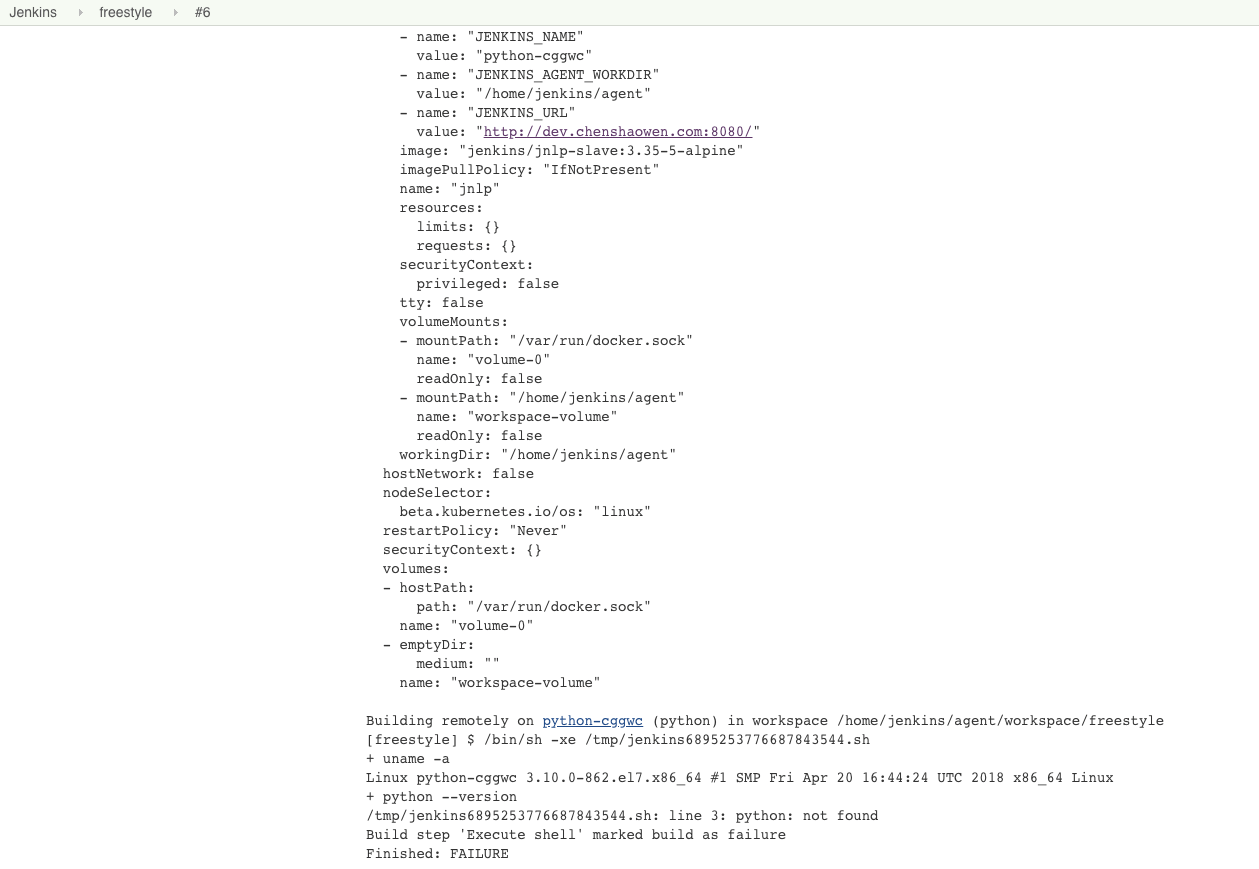 Jenkins freestyle #6
    - name: "JENKINS_NAME"
      value: "python-cggwc"
    - name: "JENKINS_AGENT_WORKDIR"
      value: "/home/jenkins/agent"
    - name: "JENKINS_URL"
      value: "http://dev.chenshaowen.com:8080/"
    image: "jenkins/jnlp-slave:3.35-5-alpine"
    imagePullPolicy: "IfNotPresent"
    name: "jnlp"
    resources:
      limits: {}
      requests: {}
    securityContext:
      privileged: false
    tty: false
    volumeMounts:
    - mountPath: "/var/run/docker.sock"
      name: "volume-0"
      readOnly: false
    - mountPath: "/home/jenkins/agent"
      name: "workspace-volume"
      readOnly: false
    workingDir: "/home/jenkins/agent"
  hostNetwork: false
  nodeSelector:
    beta.kubernetes.io/os: "linux"
  restartPolicy: "Never"
  securityContext: {}
  volumes:
  - hostPath:
      path: "/var/run/docker.sock"
    name: "volume-0"
  - emptyDir:
      medium: ""
    name: "workspace-volume"
Building remotely on python-cggwc (python) in workspace /home/jenkins/agent/workspace/freestyle
[freestyle] $ /bin/sh -xe /tmp/jenkins6895253776687843544.sh
+ uname -a
Linux python-cggwc 3.10.0-862.el7.x86_64 #1 SMP Fri Apr 20 16:44:24 UTC 2018 x86_64 Linux
+ python --version
/tmp/jenkins6895253776687843544.sh: line 3: python: not found
Build step 'Execute shell' marked build as failure
Finished: FAILURE